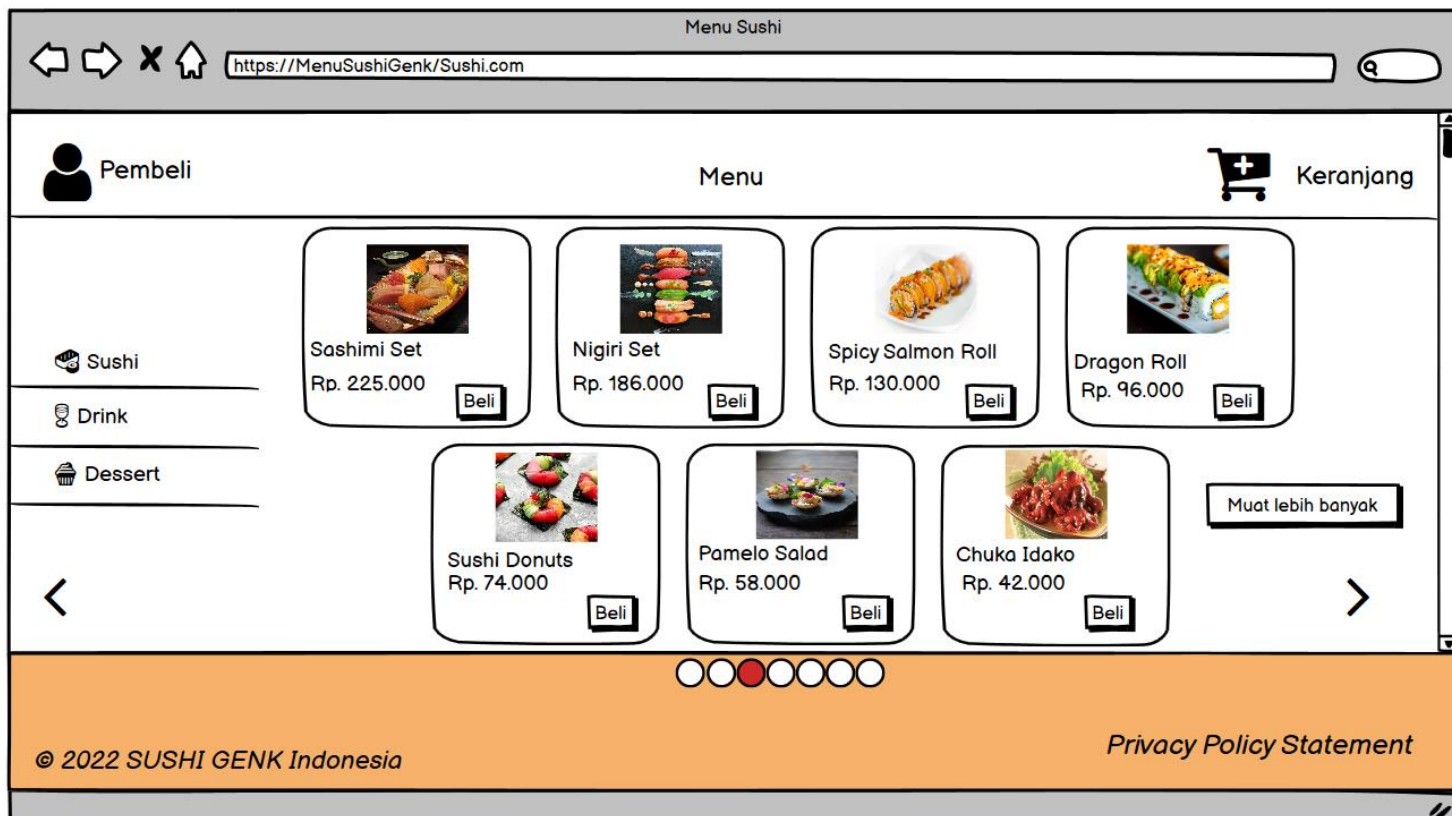 Menu Sushi
https://MenuSushiGenk/Sushi.com
Pembeli
Menu
Keranjang
Sushi
Drink
Dessert
Sashimi Set
Rp. 225.000
Beli
Nigiri Set
Rp. 186.000
Beli
Spicy Salmon Roll
Rp. 130.000
Beli
Dragon Roll
Rp. 96.000
Beli
Sushi Donuts
Rp. 74.000
Beli
Pamelo Salad
Rp. 58.000
Beli
Chuka Idako
Rp. 42.000
Beli
Muat lebih banyak
© 2022 SUSHI GENK Indonesia
Privacy Policy Statement